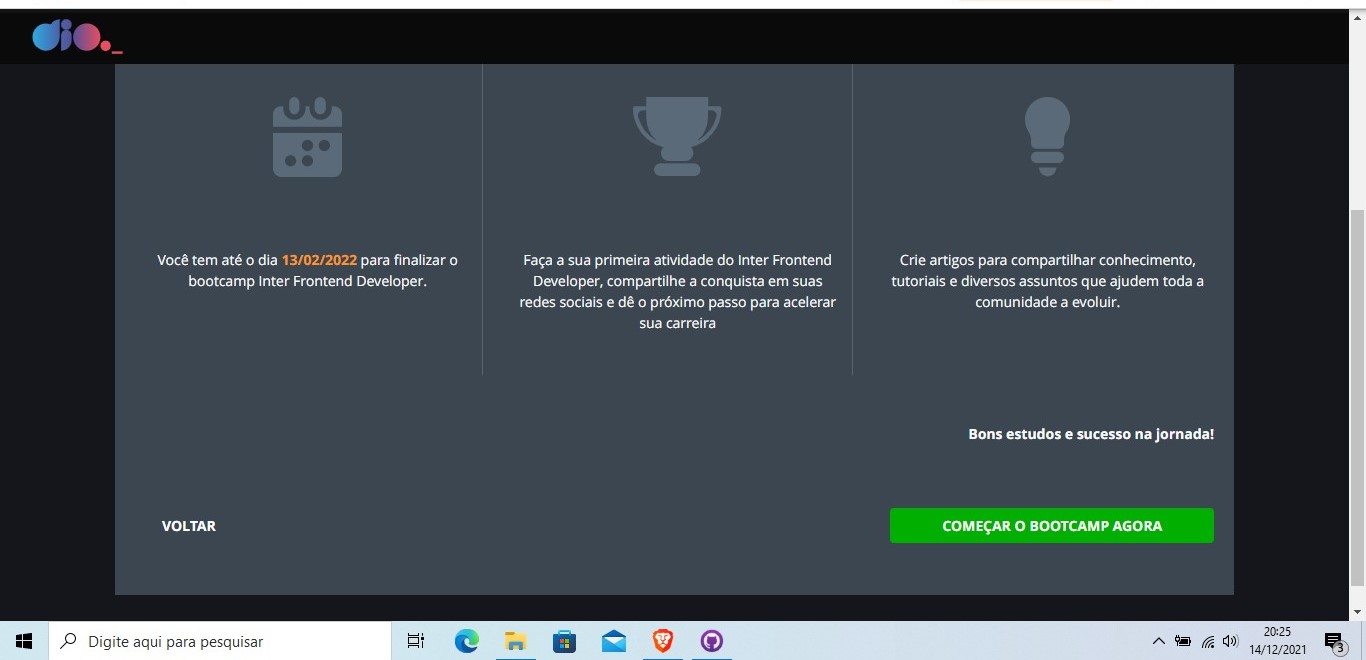 dio._
Você tem até o dia 13/02/2022 para finalizar o
bootcamp Inter Frontend Developer.
Faça a sua primeira atividade do Inter Frontend
Developer, compartilhe a conquista em suas
redes sociais e dê o próximo passo para acelerar
sua carreira
Crie artigos para compartilhar conhecimento,
tutoriais e diversos assuntos que ajudem toda a
comunidade a evoluir.
Bons estudos e sucesso na jornada!
VOLTAR
COMEÇAR O BOOTCAMP AGORA
Digite aqui para pesquisar
20:25
14/12/2021
3